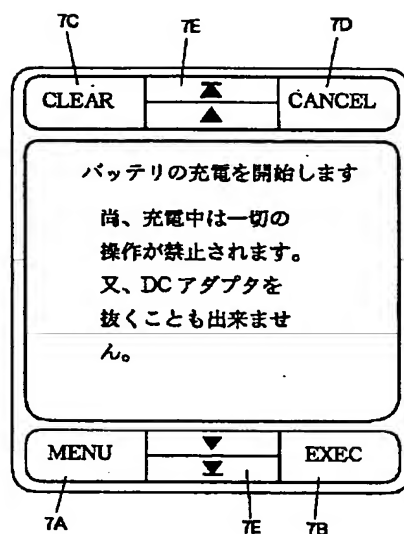 7C 7E 7D
CLEAR CANCEL
バッテリの充電を開始します
尚、充電中は一切の
操作が禁止されます。
又、DCアダプタを
抜くことも出来ませ
ん。
MENU EXEC
7A 7E 7B